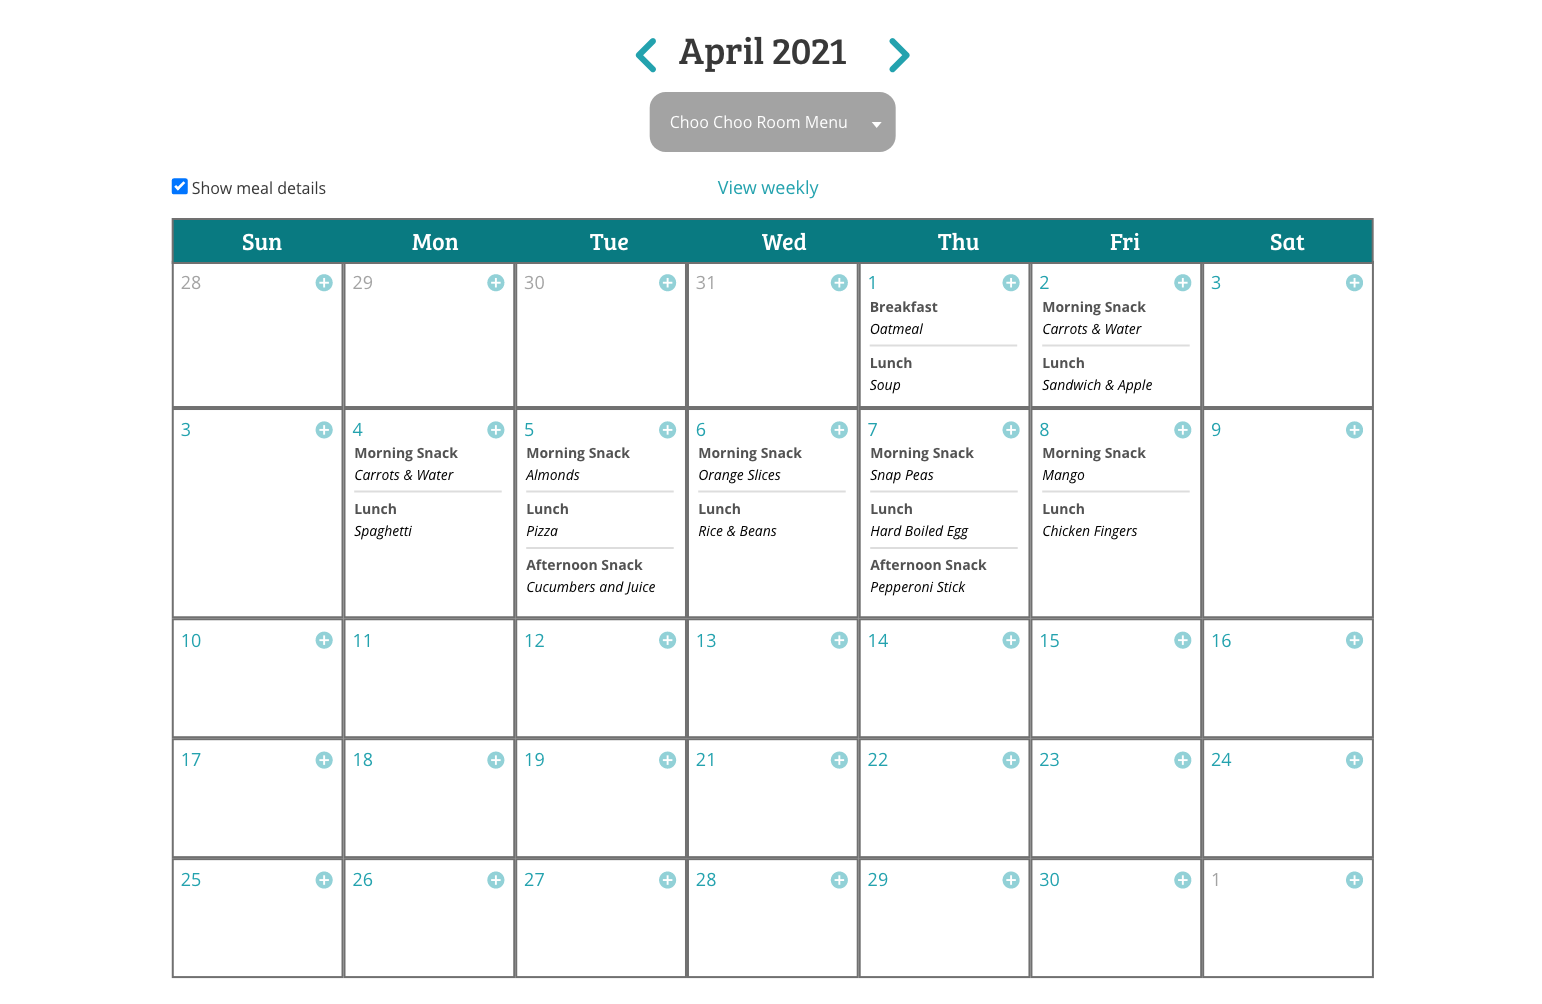 April 2021
Choo Choo Room Menu
Show meal details
View weekly
Sun Mon Tue Wed Thu Fri Sat
28 29 30 31 1 2 3
Breakfast Morning Snack
Oatmeal Carrots & Water
Lunch Lunch
Soup Sandwich & Apple
3 4 5 6 7 8 9
Morning Snack Morning Snack Morning Snack Morning Snack Morning Snack
Carrots & Water Almonds Orange Slices Snap Peas Mango
Lunch Lunch Lunch Lunch Lunch
Spaghetti Pizza Rice & Beans Hard Boiled Egg Chicken Fingers
Afternoon Snack Afternoon Snack
Cucumbers and Juice Pepperoni Stick
10 11 12 13 14 15 16
17 18 19 21 22 23 24
25 26 27 28 29 30 1